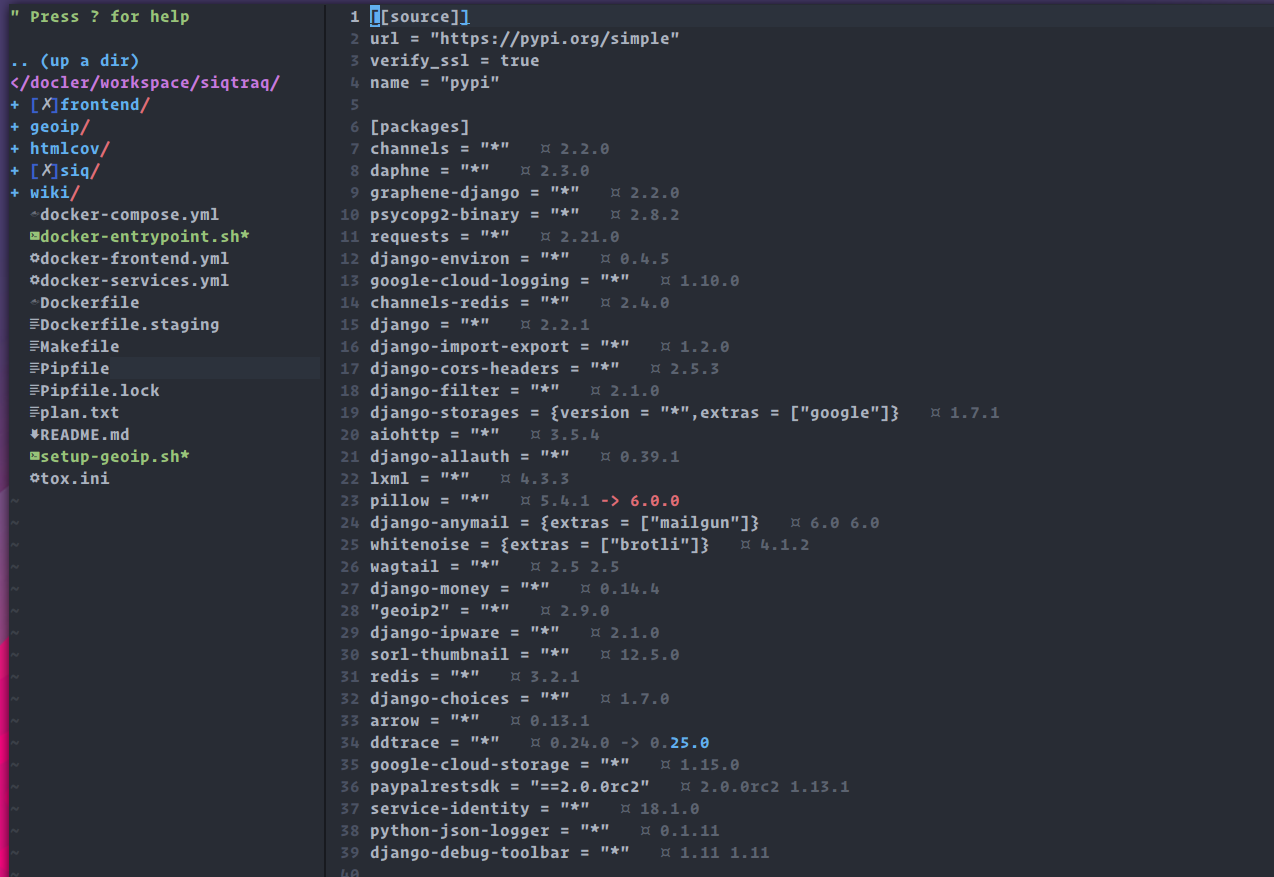 " Press ? for help
.. (up a dir)
</docler/workspace/siqtraq/
+ [✗]frontend/
+ geoip/
+ htmlcov/
+ [✗]siq/
+ wiki/
docker-compose.yml
docker-entrypoint.sh*
docker-frontend.yml
docker-services.yml
Dockerfile
Dockerfile.staging
Makefile
Pipfile
Pipfile.lock
plan.txt
README.md
setup-geoip.sh*
tox.ini
1 [[source]]
2 url = "https://pypi.org/simple"
3 verify_ssl = true
4 name = "pypi"
5
6 [packages]
7 channels = "*" ¤ 2.2.0
8 daphne = "*" ¤ 2.3.0
9 graphene-django = "*" ¤ 2.2.0
10 psycopg2-binary = "*" ¤ 2.8.2
11 requests = "*" ¤ 2.21.0
12 django-environ = "*" ¤ 0.4.5
13 google-cloud-logging = "*" ¤ 1.10.0
14 channels-redis = "*" ¤ 2.4.0
15 django = "*" ¤ 2.2.1
16 django-import-export = "*" ¤ 1.2.0
17 django-cors-headers = "*" ¤ 2.5.3
18 django-filter = "*" ¤ 2.1.0
19 django-storages = {version = "*",extras = ["google"]} ¤ 1.7.1
20 aiohttp = "*" ¤ 3.5.4
21 django-allauth = "*" ¤ 0.39.1
22 lxml = "*" ¤ 4.3.3
23 pillow = "*" ¤ 5.4.1 -> 6.0.0
24 django-anymail = {extras = ["mailgun"]} ¤ 6.0 6.0
25 whitenoise = {extras = ["brotli"]} ¤ 4.1.2
26 wagtail = "*" ¤ 2.5 2.5
27 django-money = "*" ¤ 0.14.4
28 "geoip2" = "*" ¤ 2.9.0
29 django-ipware = "*" ¤ 2.1.0
30 sorl-thumbnail = "*" ¤ 12.5.0
31 redis = "*" ¤ 3.2.1
32 django-choices = "*" ¤ 1.7.0
33 arrow = "*" ¤ 0.13.1
34 ddtrace = "*" ¤ 0.24.0 -> 0.25.0
35 google-cloud-storage = "*" ¤ 1.15.0
36 paypalrestsdk = "==2.0.0rc2" ¤ 2.0.0rc2 1.13.1
37 service-identity = "*" ¤ 18.1.0
38 python-json-logger = "*" ¤ 0.1.11
39 django-debug-toolbar = "*" ¤ 1.11 1.11
40